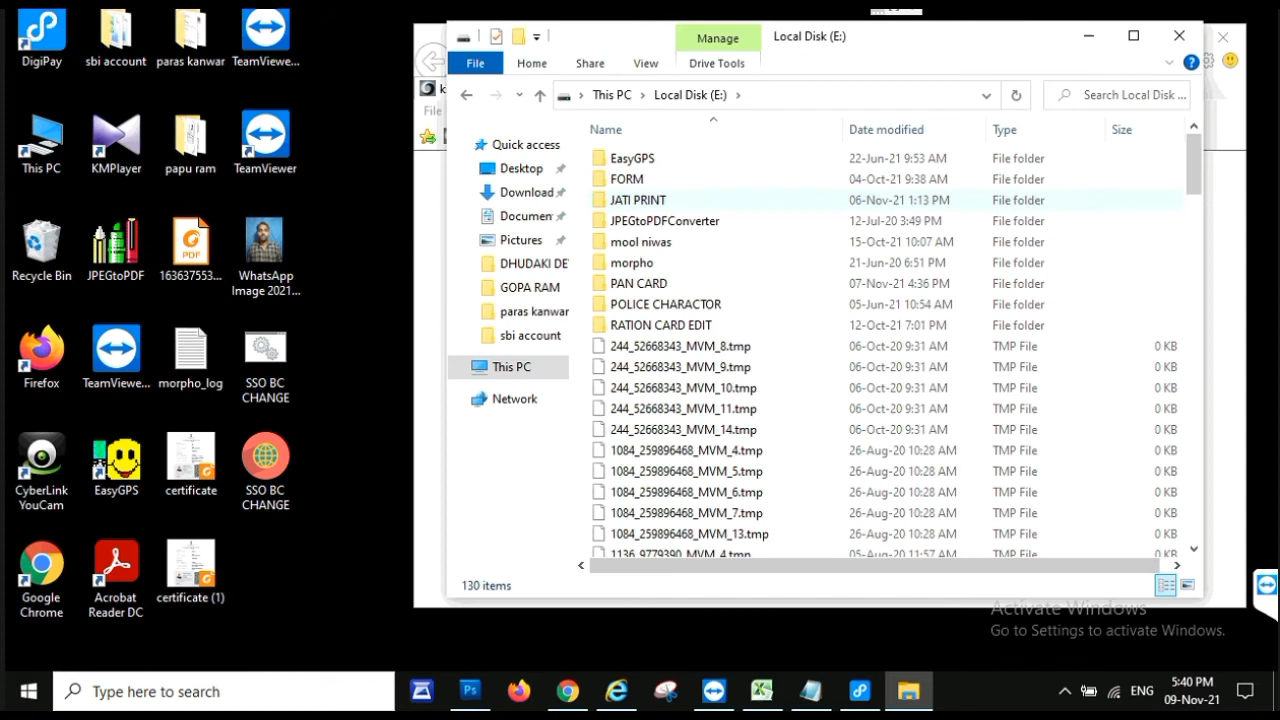 DigiPay
sbi account
paras kanwar
TeamViewe...
This PC
KMPlayer
papu ram
TeamViewer
Recycle Bin
JPEGtoPDF
PDF
163637553...
WhatsApp
Image 2021...
Firefox
TeamViewe...
morpho_log
SSO BC
CHANGE
CyberLink
YouCam
EasyGPS
certificate
SSO BC
CHANGE
Google
Chrome
Acrobat
Reader DC
certificate (1)
Manage
Local Disk (E:)
File
Home
Share
View
Drive Tools
This PC
Local Disk (E:)
Search Local Disk ...
Name
Date modified
Type
Size
Quick access
Desktop
Download
Documen
Pictures
DHUDAKI DE
GOPA RAM
paras kanwar
sbi account
This PC
Network
EasyGPS 22-Jun-21 9:53 AM File folder
FORM 04-Oct-21 9:38 AM File folder
JATI PRINT 06-Nov-21 1:13 PM File folder
JPEGtoPDFConverter 12-Jul-20 3:49 PM File folder
mool niwas 15-Oct-21 10:07 AM File folder
morpho 21-Jun-20 6:51 PM File folder
PAN CARD 07-Nov-21 4:36 PM File folder
POLICE CHARACTOR 05-Jun-21 10:54 AM File folder
RATION CARD EDIT 12-Oct-21 7:01 PM File folder
244_52668343_MVM_8.tmp 06-Oct-20 9:31 AM TMP File 0 KB
244_52668343_MVM_9.tmp 06-Oct-20 9:31 AM TMP File 0 KB
244_52668343_MVM_10.tmp 06-Oct-20 9:31 AM TMP File 0 KB
244_52668343_MVM_11.tmp 06-Oct-20 9:31 AM TMP File 0 KB
244_52668343_MVM_14.tmp 06-Oct-20 9:31 AM TMP File 0 KB
1084_259896468_MVM_4.tmp 26-Aug-20 10:28 AM TMP File 0 KB
1084_259896468_MVM_5.tmp 26-Aug-20 10:28 AM TMP File 0 KB
1084_259896468_MVM_6.tmp 26-Aug-20 10:28 AM TMP File 0 KB
1084_259896468_MVM_7.tmp 26-Aug-20 10:28 AM TMP File 0 KB
1084_259896468_MVM_13.tmp 26-Aug-20 10:28 AM TMP File 0 KB
1136_9779390_MVM_4.tmp 05-Aug-20 11:57 AM TMP File 0 KB
130 items
k
File
Activate Windows
Go to Settings to activate Windows.
Type here to search
Ps
ENG
5:40 PM
09-Nov-21